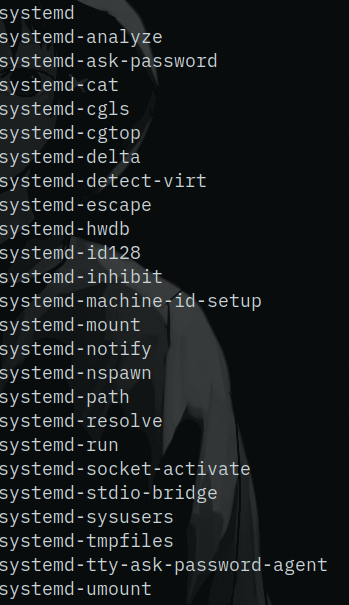 systemd
systemd-analyze
systemd-ask-password
systemd-cat
systemd-cgls
systemd-cgtop
systemd-delta
systemd-detect-virt
systemd-escape
systemd-hwdb
systemd-id128
systemd-inhibit
systemd-machine-id-setup
systemd-mount
systemd-notify
systemd-nspawn
systemd-path
systemd-resolve
systemd-run
systemd-socket-activate
systemd-stdio-bridge
systemd-sysusers
systemd-tmpfiles
systemd-tty-ask-password-agent
systemd-umount